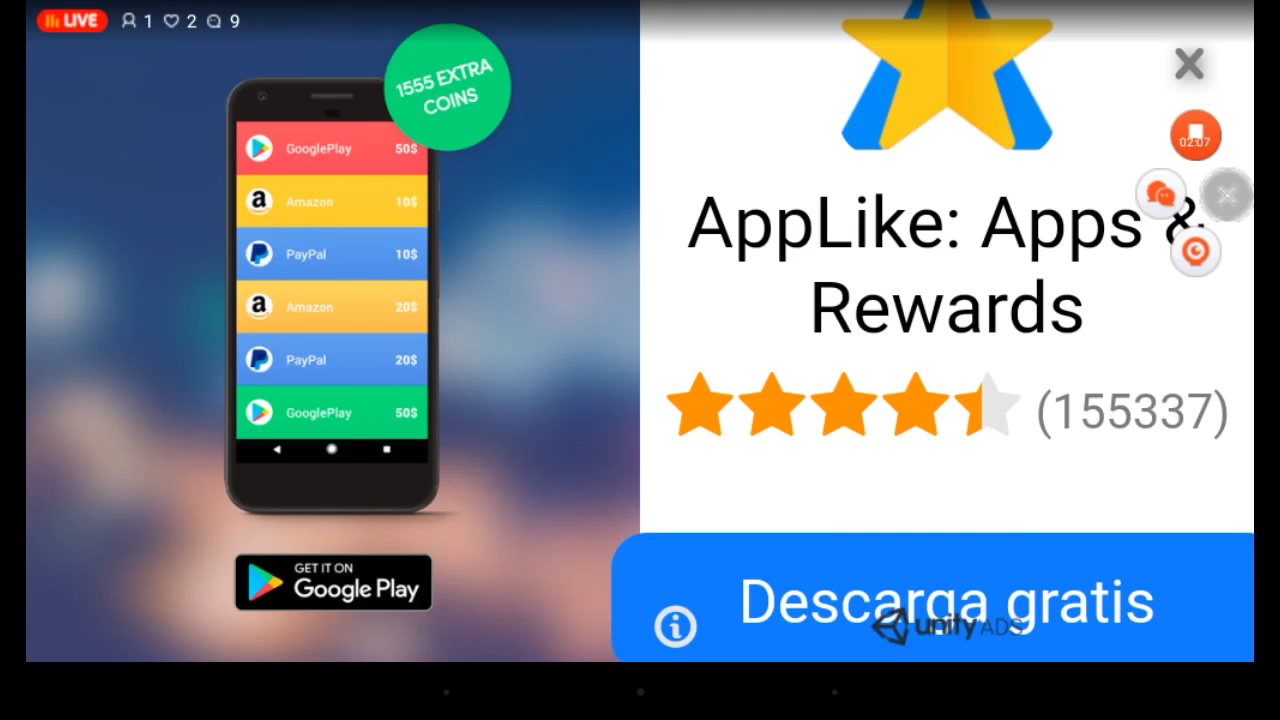 LIVE 1 2 9
1555 EXTRA
COINS
GooglePlay 50$
Amazon 10$
PayPal 10$
Amazon 20$
PayPal 20$
GooglePlay 50$
GET IT ON
Google Play
02:07
AppLike: Apps &
Rewards
(155337)
Descarga gratis
unity ADS